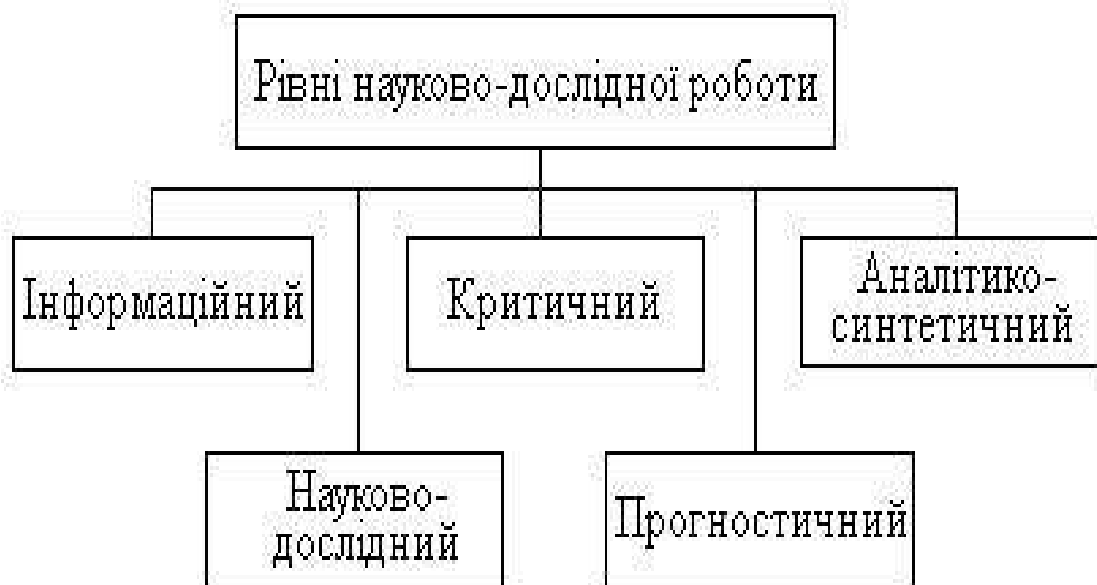 Рівні науково-дослідної роботи
Інформаційний
Критичний
Аналітико-
синтетичний
Науково-
дослідний
Прогностичний